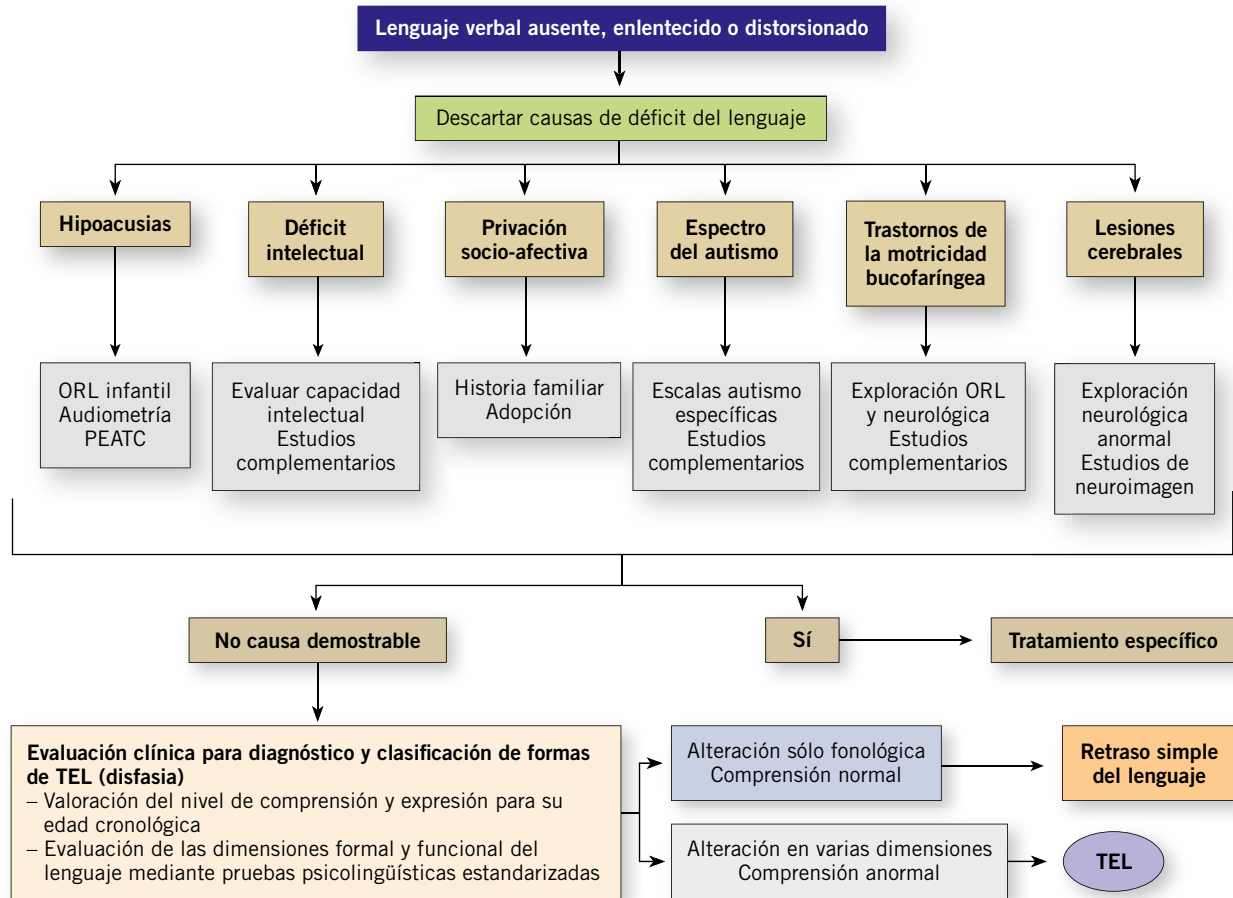 Lenguaje verbal ausente, enlentecido o distorsionado
Descartar causas de déficit del lenguaje
Hipoacusias
Déficit
intelectual
Privación
socio-afectiva
Espectro
del autismo
Trastornos de
la motricidad
bucofaríngea
Lesiones
cerebrales
ORL infantil
Audiometría
PEATC
Evaluar capacidad
intelectual
Estudios
complementarios
Historia familiar
Adopción
Escalas autismo
específicas
Estudios
complementarios
Exploración ORL
y neurológica
Estudios
complementarios
Exploración
neurológica
anormal
Estudios de
neuroimagen
No causa demostrable
Sí
Tratamiento específico
Evaluación clínica para diagnóstico y clasificación de formas
de TEL (disfasia)
– Valoración del nivel de comprensión y expresión para su
edad cronológica
– Evaluación de las dimensiones formal y funcional del
lenguaje mediante pruebas psicolingüísticas estandarizadas
Alteración sólo fonológica
Comprensión normal
Retraso simple
del lenguaje
Alteración en varias dimensiones
Comprensión anormal
TEL